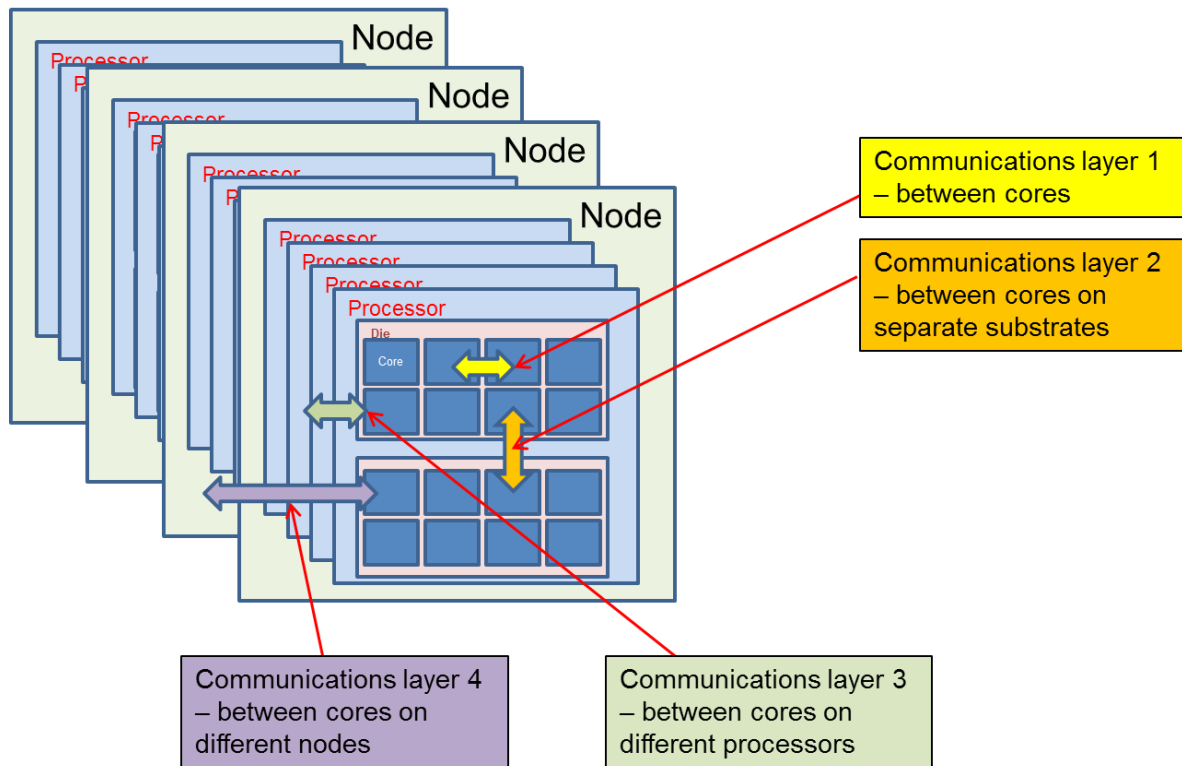 Node
Processor
P
Node
Processor
P
Node
Processor
P
Node
Processor
Processor
Processor
Processor
Die
Core
Communications layer 1
– between cores
Communications layer 2
– between cores on
separate substrates
Communications layer 4
– between cores on
different nodes
Communications layer 3
– between cores on
different processors